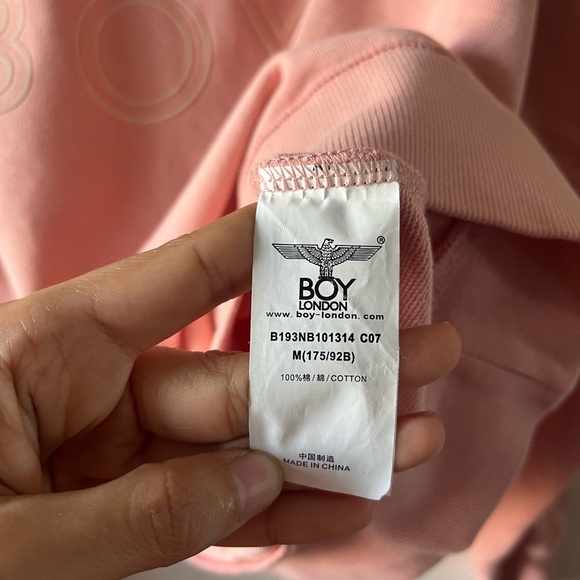 BOY
®
BOY
LONDON
www.boy-london.com
B193NB101314 C07
M(175/92B)
100%棉/綿/COTTON
中国制造
MADE IN CHINA